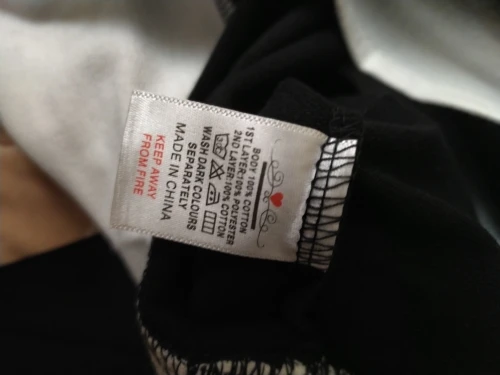 BODY 100% COTTON
1ST LAYER:100% POLYESTER
2ND LAYER:100% COTTON
WASH DARK COLOURS
SEPARATELY
MADE IN CHINA
KEEP AWAY
FROM FIRE